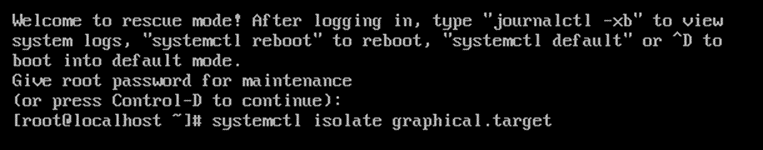 Welcome to rescue mode! After logging in, type "journalctl -xb" to view
system logs, "systemctl reboot" to reboot, "systemctl default" or ^D to
boot into default mode.
Give root password for maintenance
(or press Control-D to continue):
[root@localhost ~]# systemctl isolate graphical.target